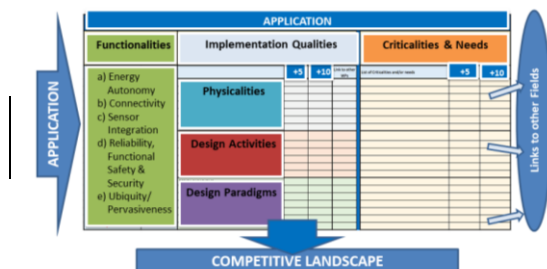 APPLICATION
Functionalities
Implementation Qualities
Criticalities & Needs
+5
+10
+5
+10
a) Energy
Autonomy
b) Connectivity
c) Sensor
Integration
d) Reliability,
Functional
Safety &
Security
e) Ubiquity/
Pervasiveness
Physicalities
Design Activities
Design Paradigms
APPLICATION
Links to other Fields
COMPETITIVE LANDSCAPE